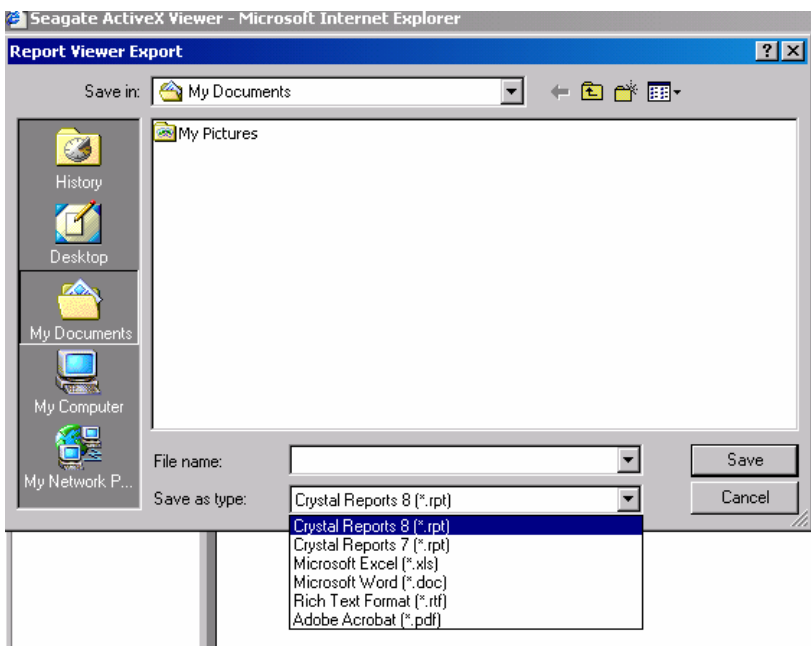 Seagate ActiveX Viewer - Microsoft Internet Explorer
Report Viewer Export
Save in: My Documents
My Pictures
History
Desktop
My Documents
My Computer
My Network P...
File name:
Save
Save as type: Crystal Reports 8 (*.rpt)
Cancel
Crystal Reports 8 (*.rpt)
Crystal Reports 7 (*.rpt)
Microsoft Excel (*.xls)
Microsoft Word (*.doc)
Rich Text Format (*.rtf)
Adobe Acrobat (*.pdf)